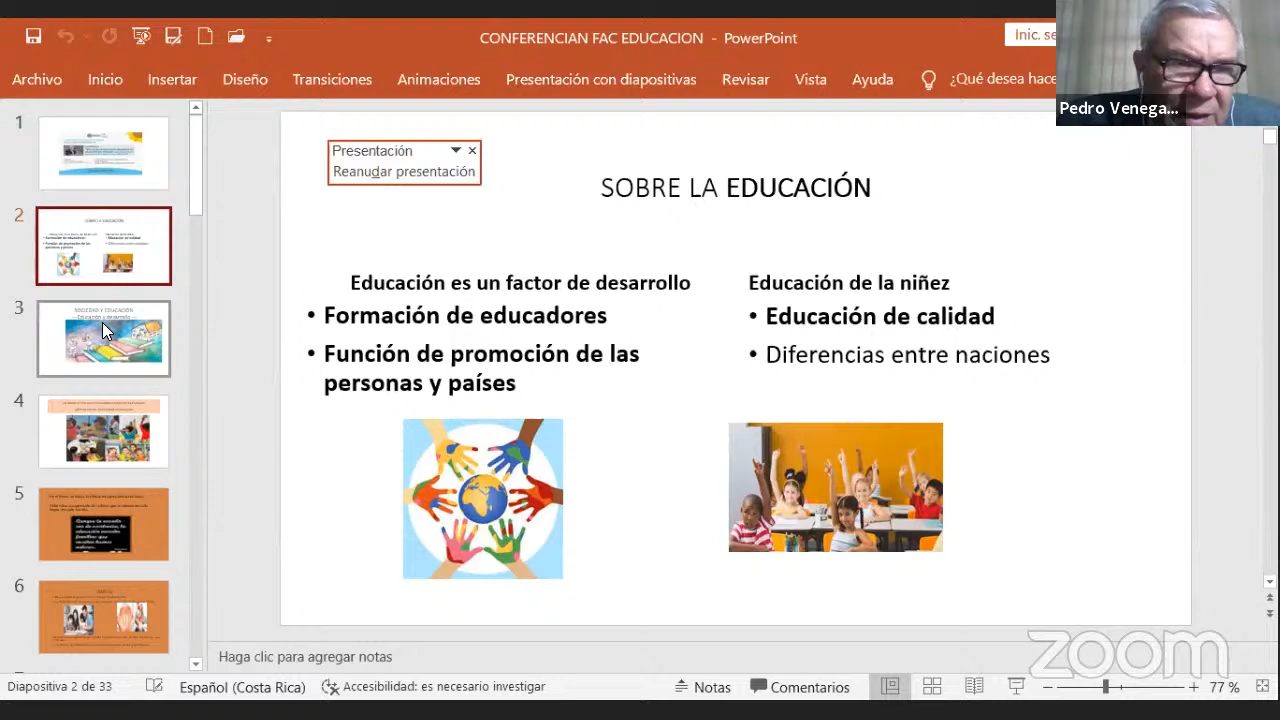 CONFERENCIAN FAC EDUCACION - PowerPoint
Inic. se
Archivo Inicio Insertar Diseño Transiciones Animaciones Presentación con diapositivas Revisar Vista Ayuda ¿Qué desea hace
Pedro Venega...
1
2
3
4
5
6
SOCIEDAD Y EDUCACIÓN
Presentación
Reanudar presentación
SOBRE LA EDUCACIÓN
Educación es un factor de desarrollo
• Formación de educadores
• Función de promoción de las
personas y países
Educación de la niñez
• Educación de calidad
• Diferencias entre naciones
Haga clic para agregar notas
zoom
Diapositiva 2 de 33 Español (Costa Rica) Accesibilidad: es necesario investigar Notas Comentarios 77 %